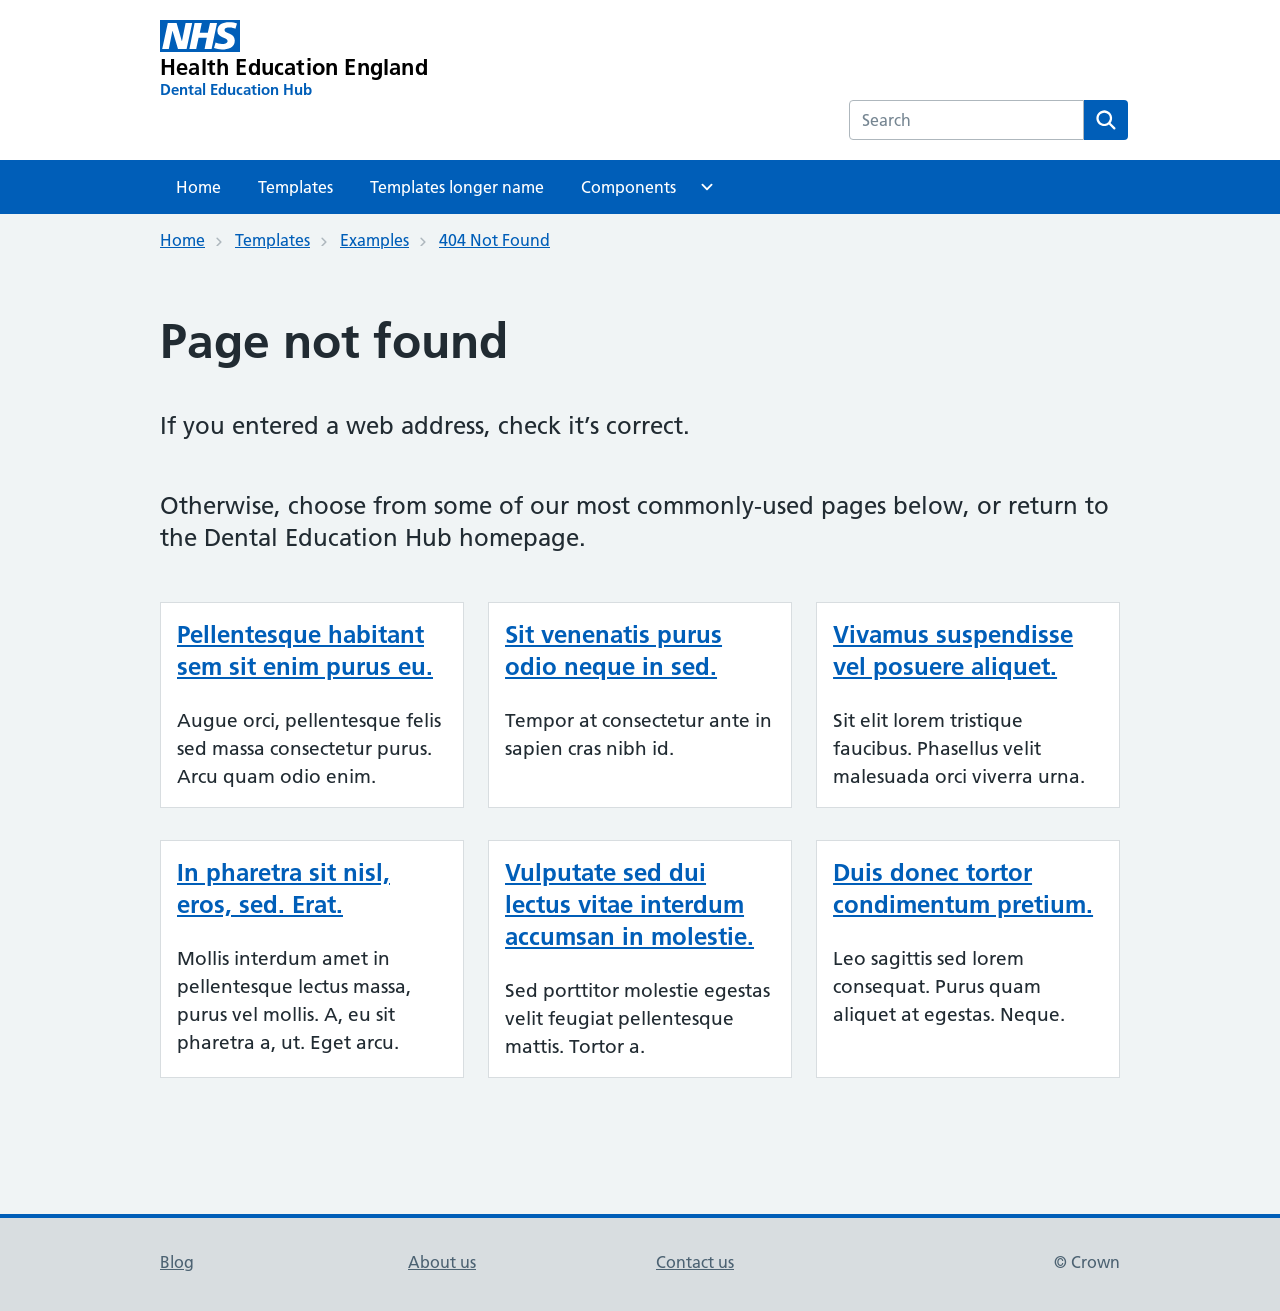 NHS
Health Education England
Dental Education Hub
Search
Home Templates Templates longer name Components
Home Templates Examples 404 Not Found
Page not found
If you entered a web address, check it’s correct.
Otherwise, choose from some of our most commonly-used pages below, or return to
the Dental Education Hub homepage.
Pellentesque habitant
sem sit enim purus eu.
Augue orci, pellentesque felis
sed massa consectetur purus.
Arcu quam odio enim.
Sit venenatis purus
odio neque in sed.
Tempor at consectetur ante in
sapien cras nibh id.
Vivamus suspendisse
vel posuere aliquet.
Sit elit lorem tristique
faucibus. Phasellus velit
malesuada orci viverra urna.
In pharetra sit nisl,
eros, sed. Erat.
Mollis interdum amet in
pellentesque lectus massa,
purus vel mollis. A, eu sit
pharetra a, ut. Eget arcu.
Vulputate sed dui
lectus vitae interdum
accumsan in molestie.
Sed porttitor molestie egestas
velit feugiat pellentesque
mattis. Tortor a.
Duis donec tortor
condimentum pretium.
Leo sagittis sed lorem
consequat. Purus quam
aliquet at egestas. Neque.
Blog About us Contact us © Crown